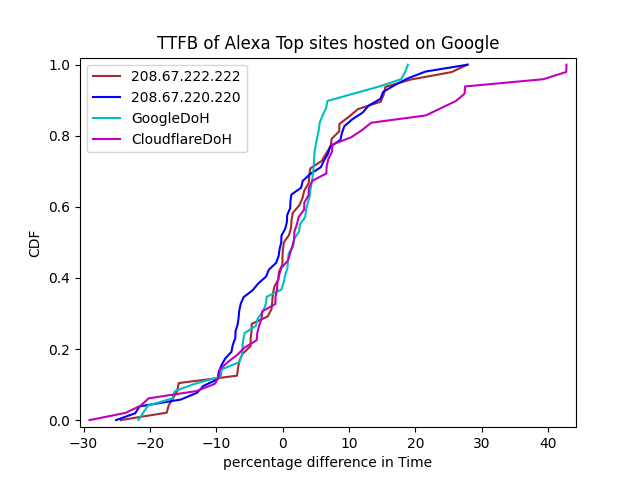 TTFB of Alexa Top sites hosted on Google
1.0
0.8
0.6
0.4
0.2
0.0
CDF
208.67.222.222
208.67.220.220
GoogleDoH
CloudflareDoH
−30 −20 −10 0 10 20 30 40
percentage difference in Time